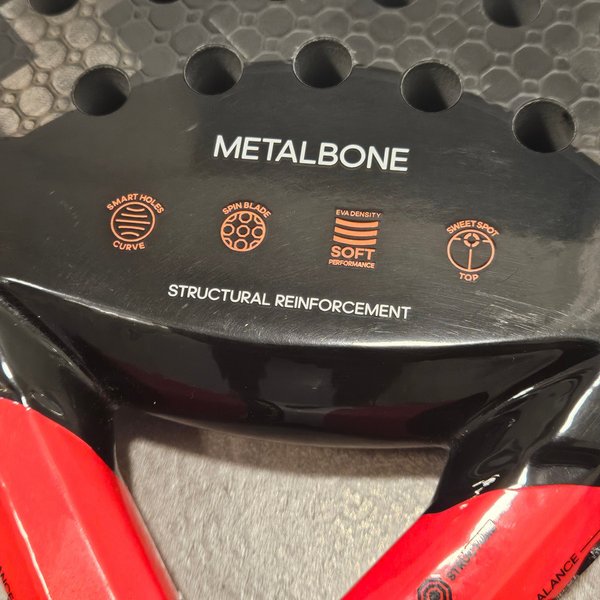 METALBONE
SMART HOLES
CURVE
SPIN BLADE
EVA DENSITY
SOFT
PERFORMANCE
SWEET SPOT
TOP
STRUCTURAL REINFORCEMENT